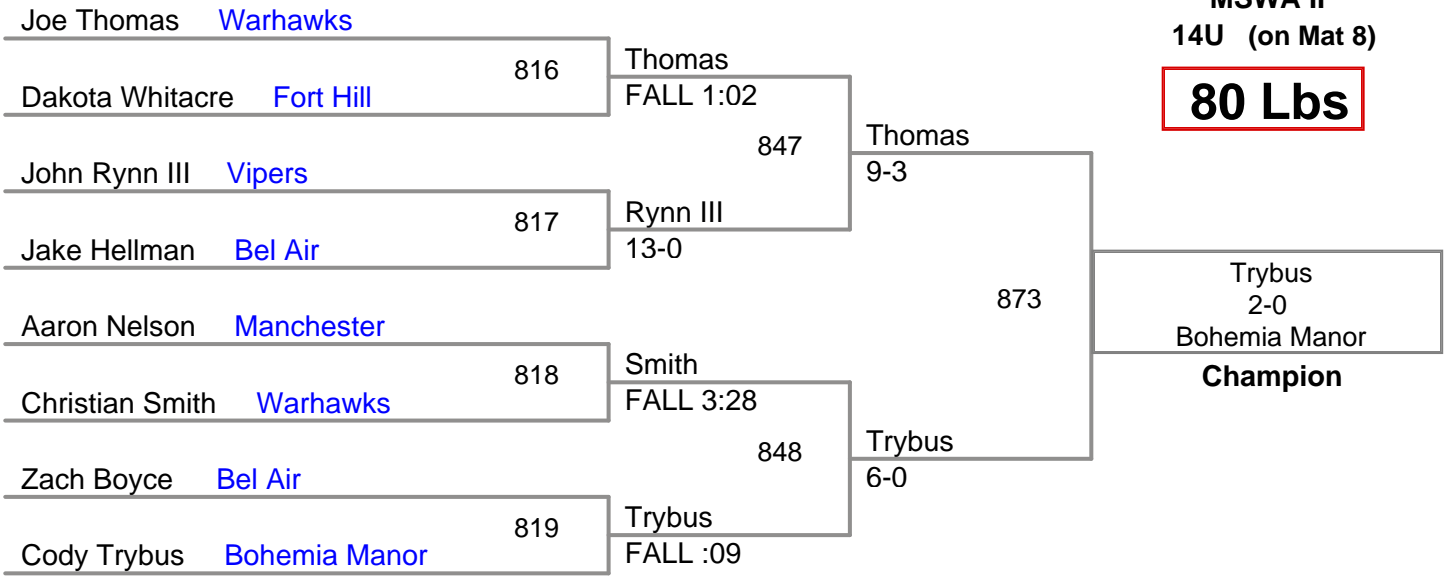 MSWA II
Joe Thomas Warhawks
14U (on Mat 8)
816
Thomas
Dakota Whitacre Fort Hill
FALL 1:02
80 Lbs
847
Thomas
9-3
John Rynn III Vipers
817
Rynn III
Jake Hellman Bel Air
13-0
873
Trybus
2-0
Bohemia Manor
Champion
Aaron Nelson Manchester
818
Smith
Christian Smith Warhawks
FALL 3:28
848
Trybus
6-0
Zach Boyce Bel Air
819
Trybus
Cody Trybus Bohemia Manor
FALL :09